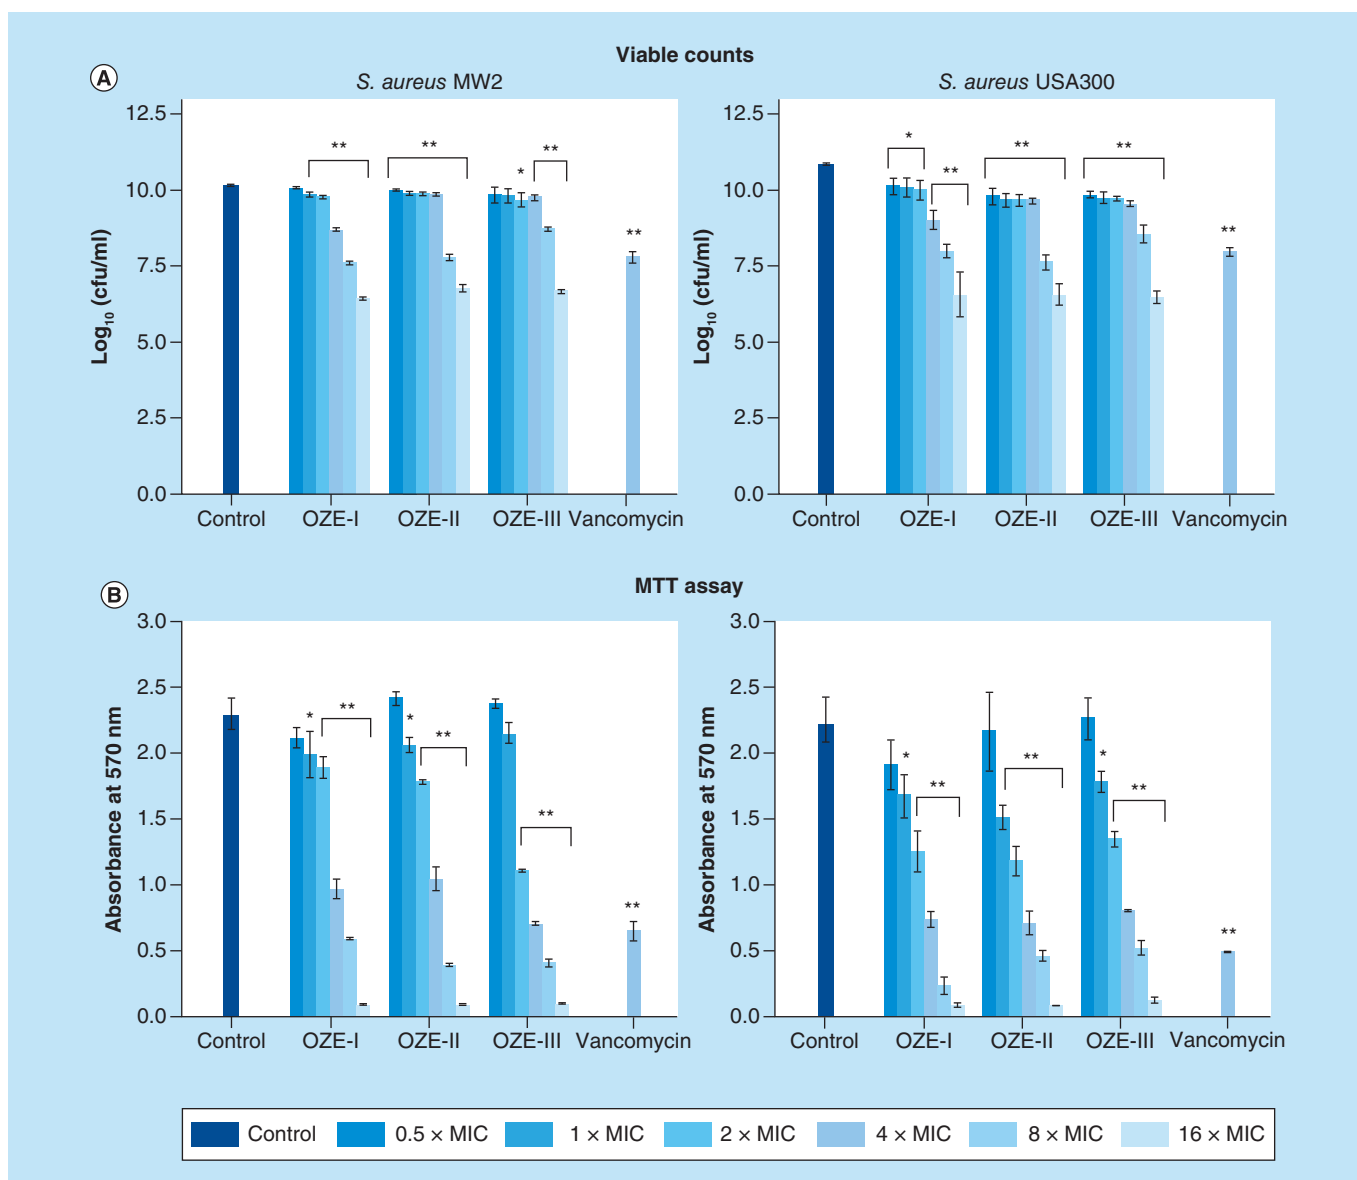 Viable counts
A
S. aureus MW2
S. aureus USA300
Log10 (cfu/ml)
12.5
10.0
7.5
5.0
2.5
0.0
** ** * ** **
Control OZE-I OZE-II OZE-III Vancomycin
Log10 (cfu/ml)
12.5
10.0
7.5
5.0
2.5
0.0
* ** ** ** **
Control OZE-I OZE-II OZE-III Vancomycin
MTT assay
B
Absorbance at 570 nm
3.0
2.5
2.0
1.5
1.0
0.5
0.0
* ** * ** ** **
Control OZE-I OZE-II OZE-III Vancomycin
Absorbance at 570 nm
3.0
2.5
2.0
1.5
1.0
0.5
0.0
* ** ** * ** **
Control OZE-I OZE-II OZE-III Vancomycin
Control 0.5 × MIC 1 × MIC 2 × MIC 4 × MIC 8 × MIC 16 × MIC